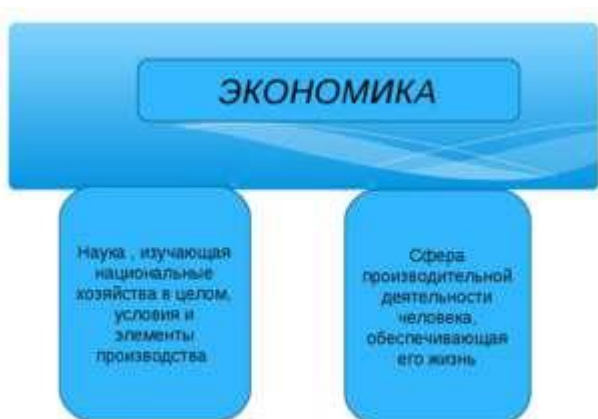 ЭКОНОМИКА
Наука , изучающая
национальные
хозяйства в целом,
условия и
элементы
производства
Сфера
производительной
деятельности
человека,
обеспечивающая
его жизнь